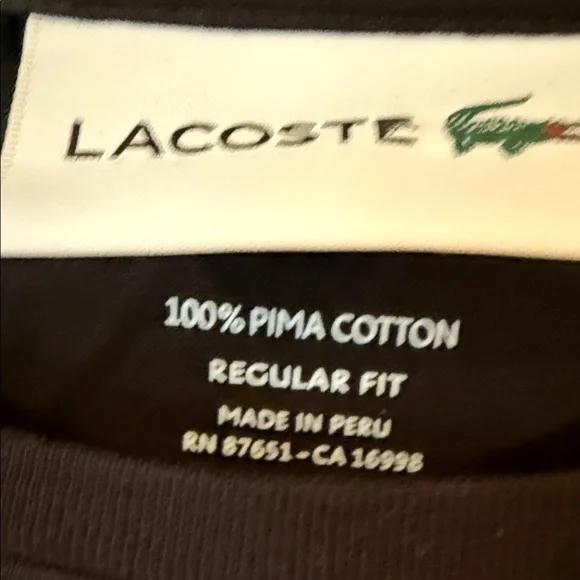 LACOSTE
100% PIMA COTTON
REGULAR FIT
MADE IN PERU
RN 87651-CA 16998